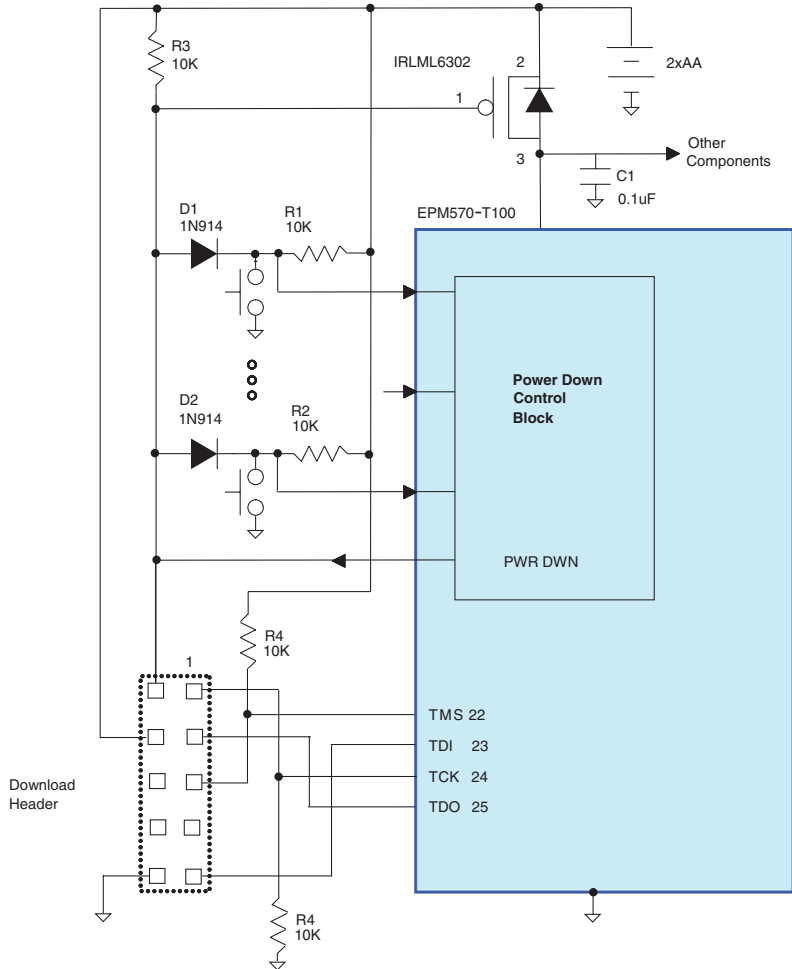 R3
10K
IRLML6302
2
2xAA
1
3
Other
Components
C1
0.1uF
D1
1N914
R1
10K
EPM570-T100
D2
1N914
R2
10K
Power Down
Control
Block
PWR DWN
R4
10K
1
TMS 22
TDI 23
TCK 24
TDO 25
Download
Header
R4
10K